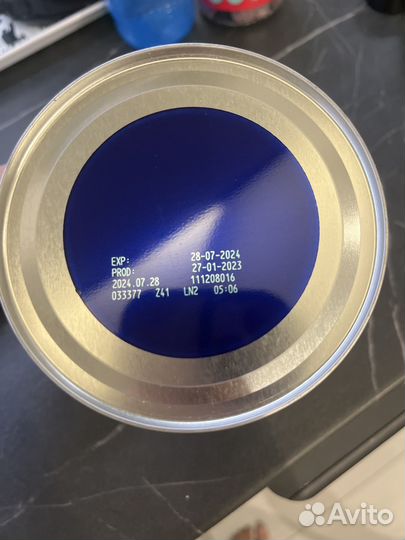 EXP: 28-07-2024
PROD: 27-01-2023
2024.07.28 111208016
033377 Z41 LN2 05:06
Avito